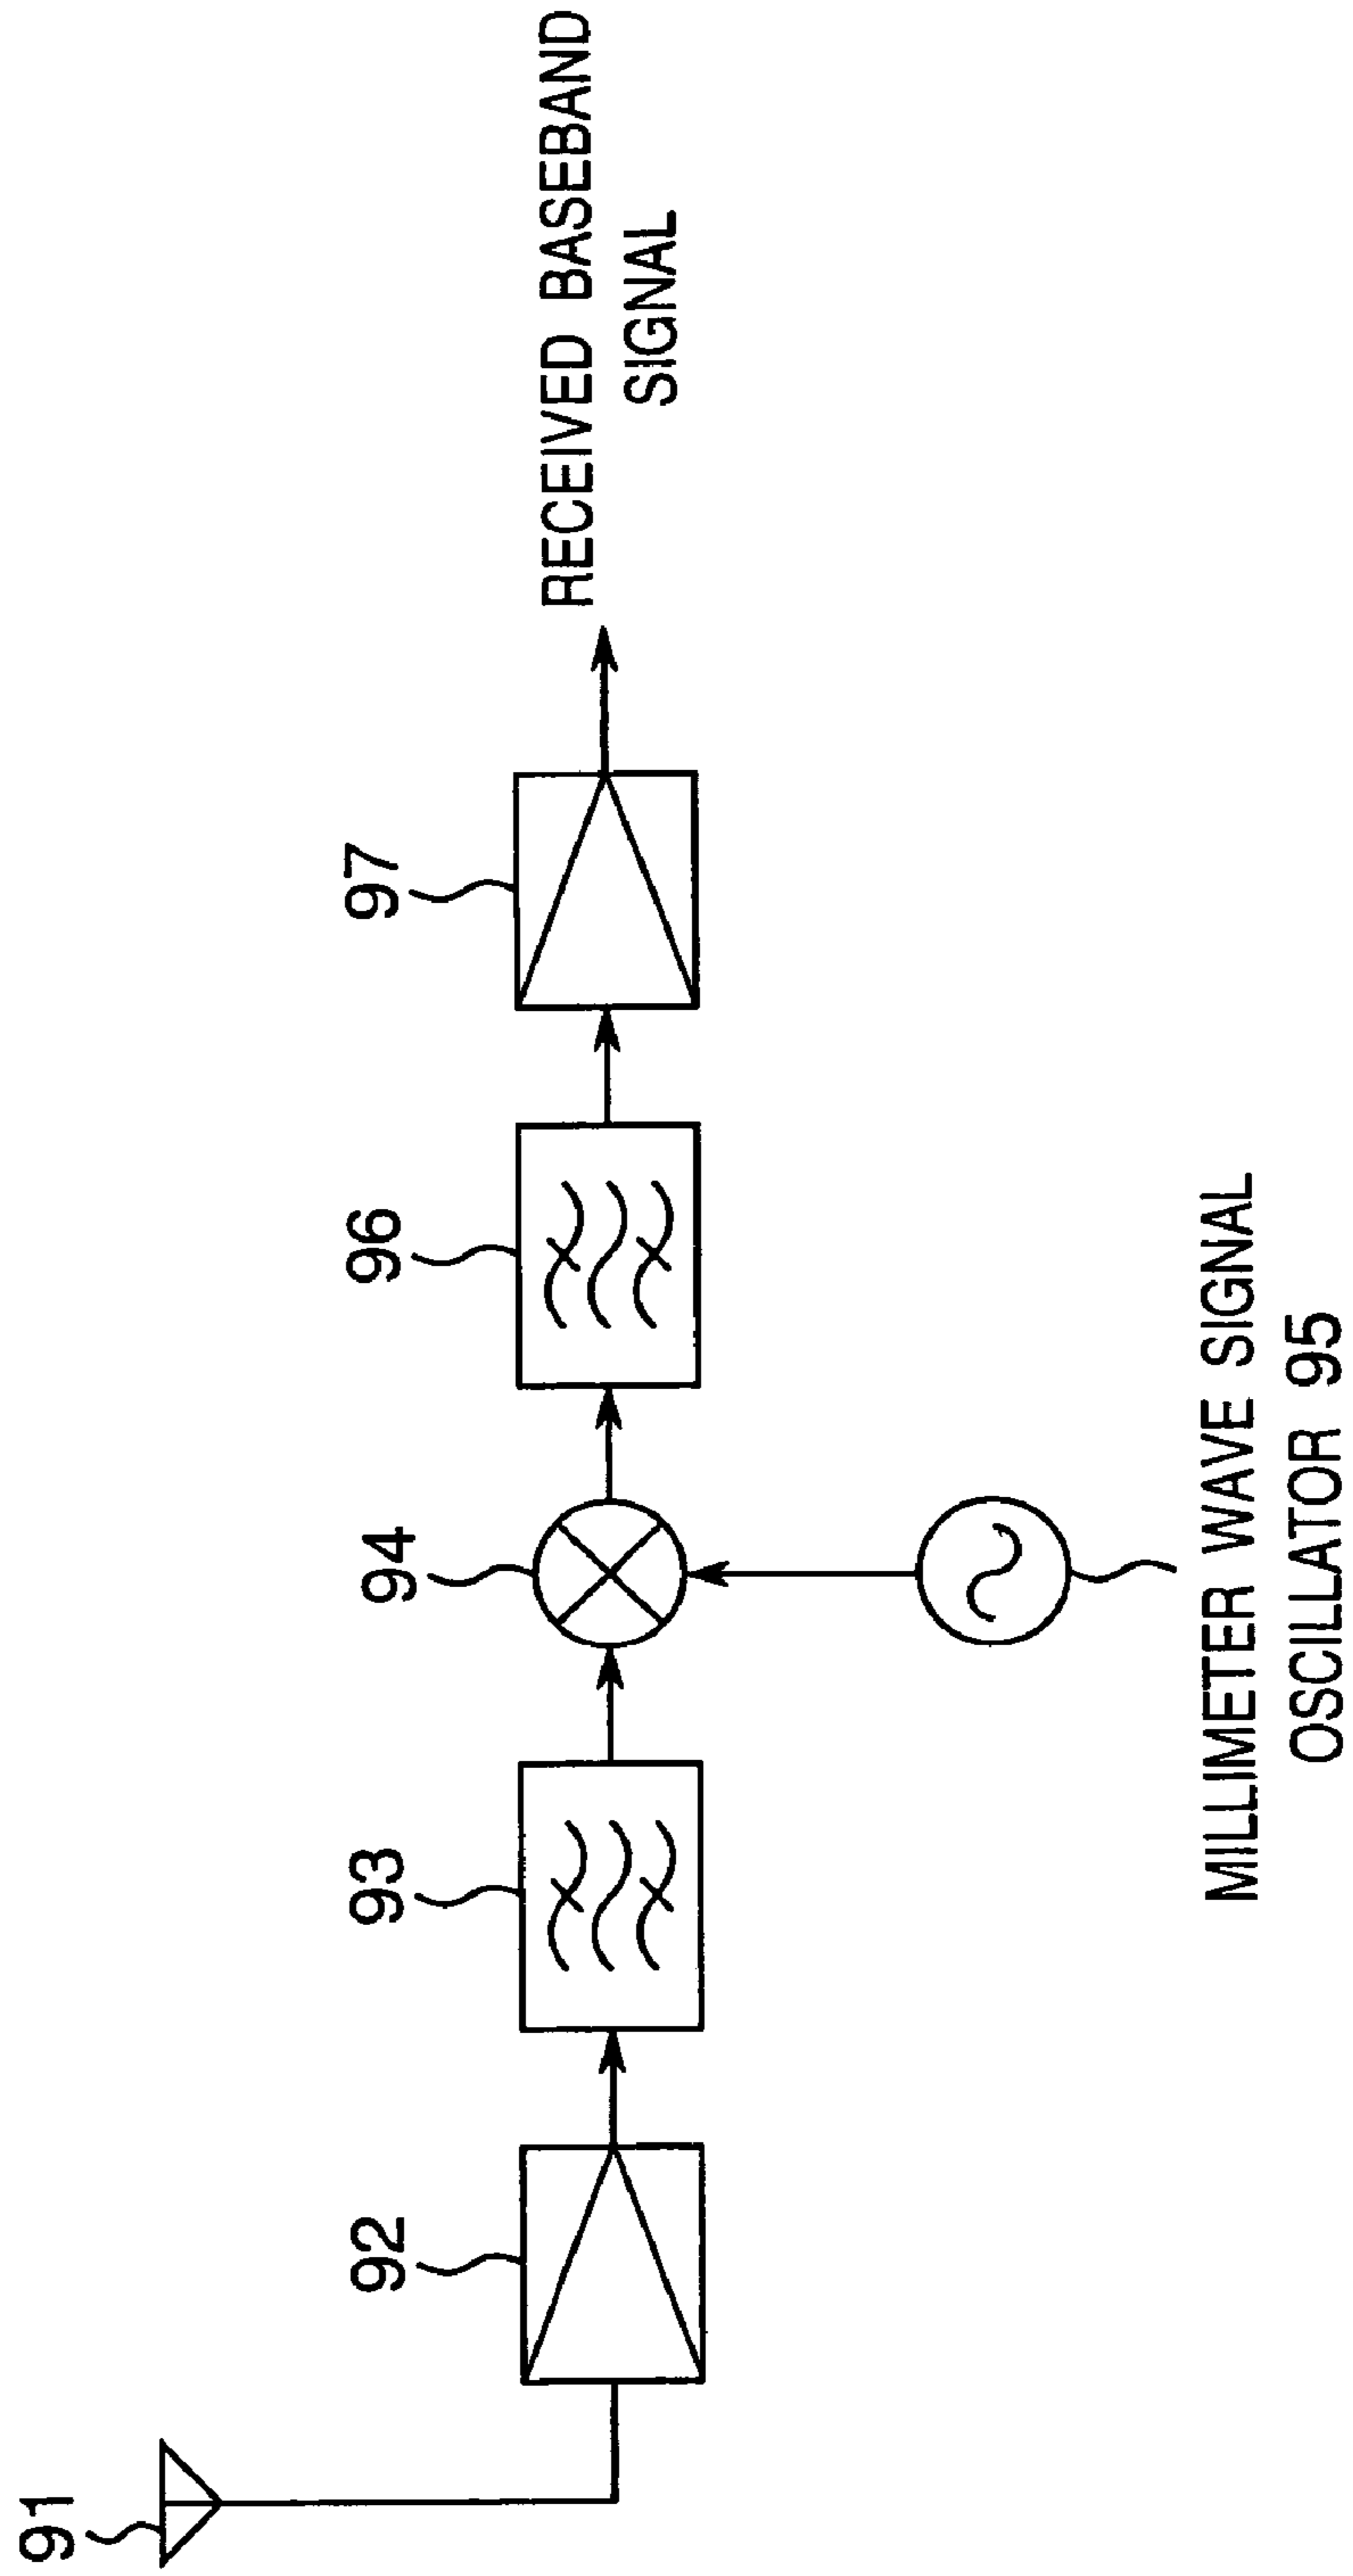 91
92
93
94
96
97
RECEIVED BASEBAND
SIGNAL
MILLIMETER WAVE SIGNAL
OSCILLATOR 95